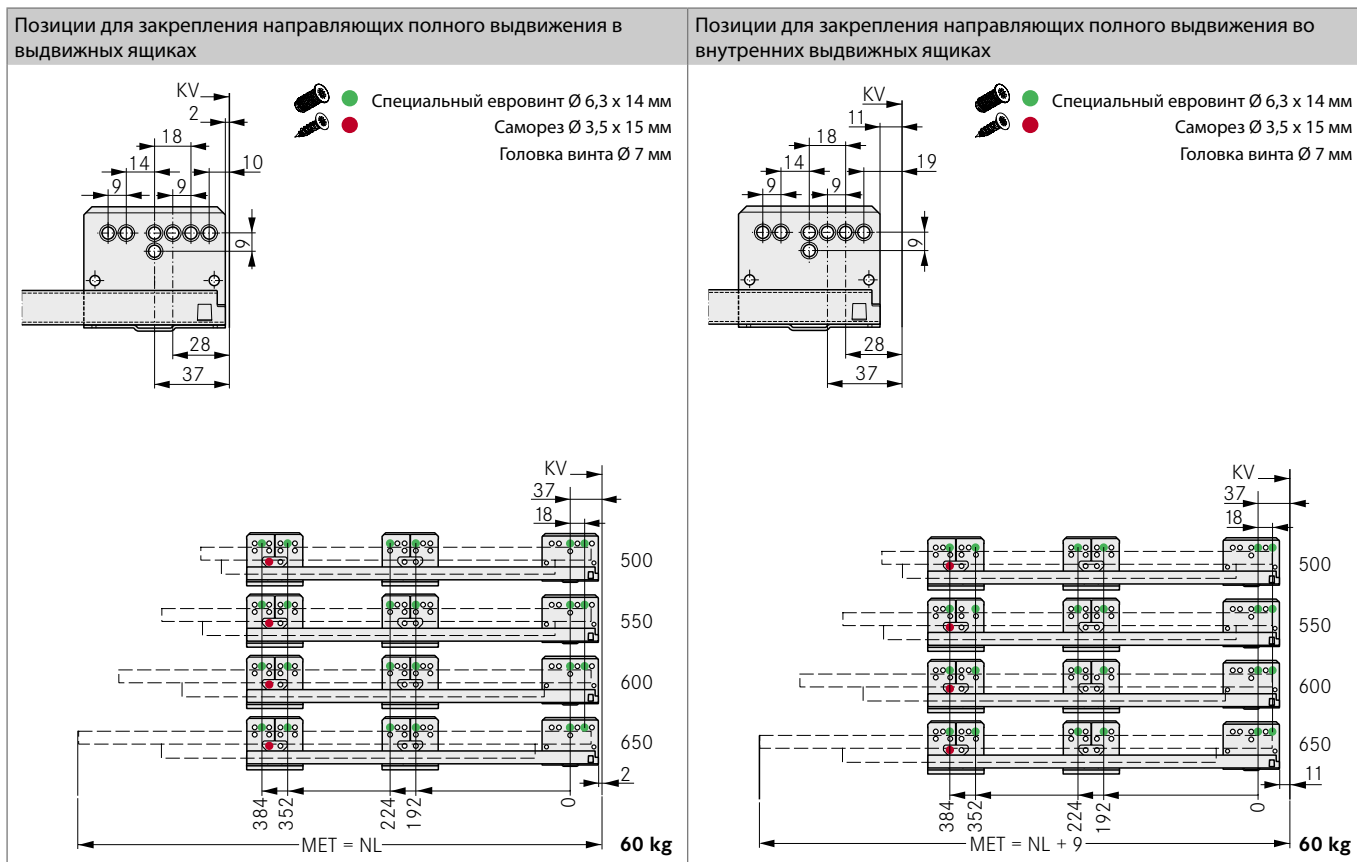 Позиции для закрепления направляющих полного выдвижения в
выдвижных ящиках
KV
2
18
14
10
9
9
9
28
37
Специальный евровинт Ø 6,3 x 14 мм
Саморез Ø 3,5 x 15 мм
Головка винта Ø 7 мм
KV
37
18
500
550
600
650
2
384
352
224
192
0
MET = NL
60 kg
Позиции для закрепления направляющих полного выдвижения во
внутренних выдвижных ящиках
KV
11
18
14
19
9
9
9
28
37
Специальный евровинт Ø 6,3 x 14 мм
Саморез Ø 3,5 x 15 мм
Головка винта Ø 7 мм
KV
37
18
500
550
600
650
11
384
352
224
192
0
MET = NL + 9
60 kg